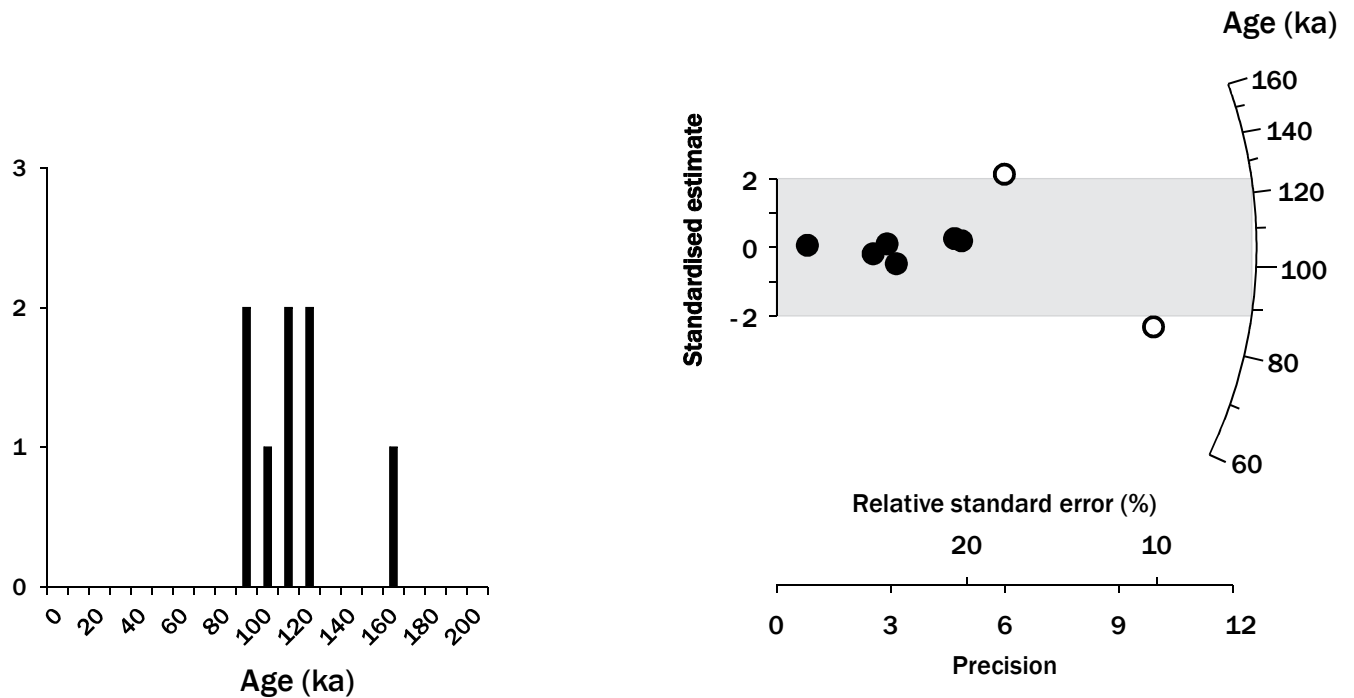 3
2
1
0
0 20 40 60 80 100 120 140 160 180 200
Age (ka)
Age (ka)
160
140
120
100
80
60
Standardised estimate
2
0
-2
Relative standard error (%)
20 10
0 3 6 9 12
Precision